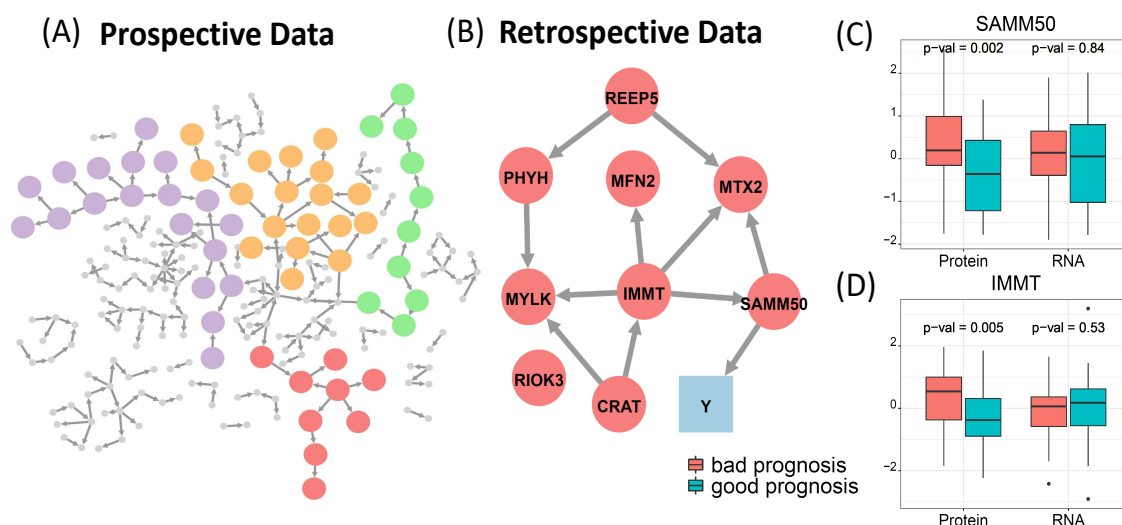 (A) Prospective Data
(B) Retrospective Data
REEP5
PHYH
MFN2
MTX2
MYLK
IMMT
SAMM50
RIOK3
CRAT
Y
bad prognosis
good prognosis
(C)
SAMM50
p-val = 0.002
p-val = 0.84
2
1
0
−1
−2
Protein
RNA
(D)
IMMT
p-val = 0.005
p-val = 0.53
2
0
−2
Protein
RNA